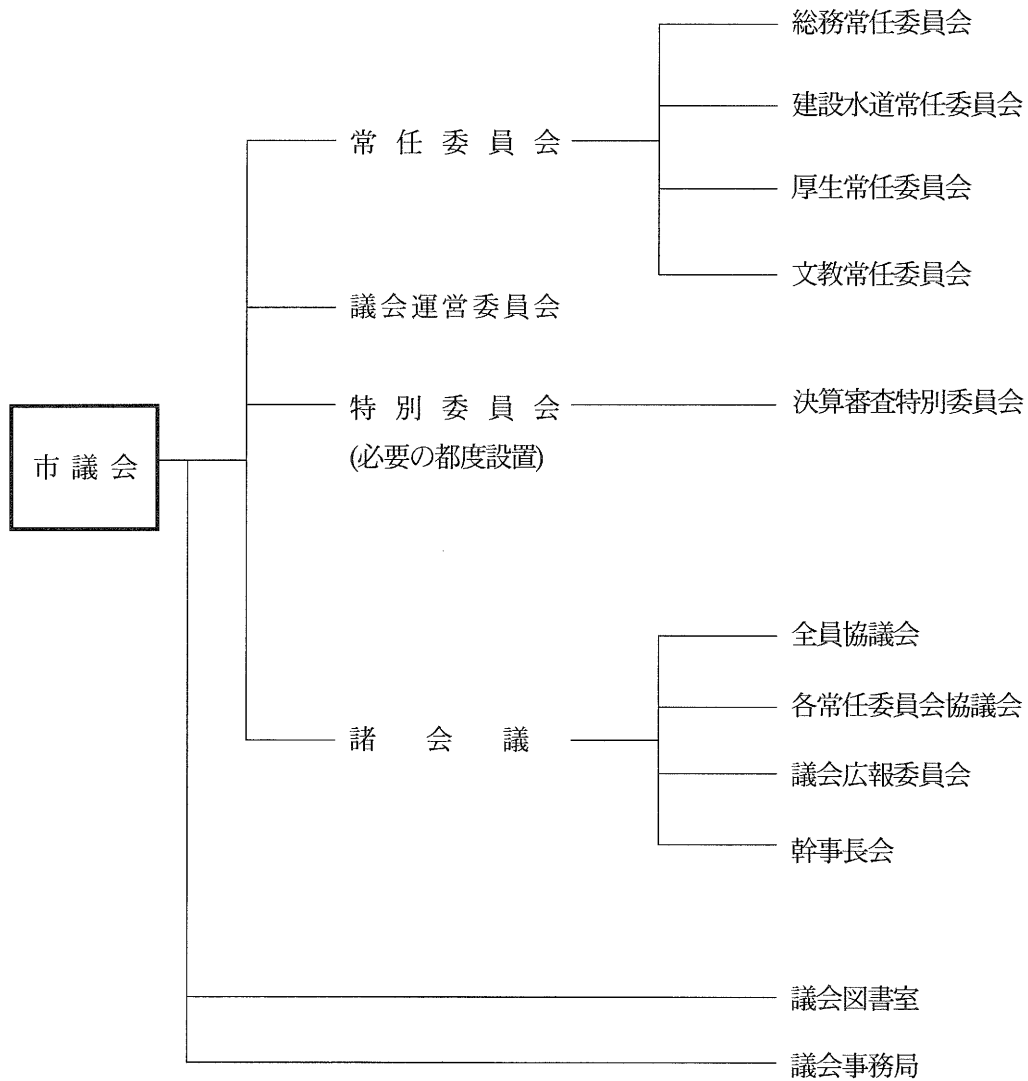 市議会
常任委員会
総務常任委員会
建設水道常任委員会
厚生常任委員会
文教常任委員会
議会運営委員会
特別委員会
(必要の都度設置)
決算審査特別委員会
諸会議
全員協議会
各常任委員会協議会
議会広報委員会
幹事長会
議会図書室
議会事務局